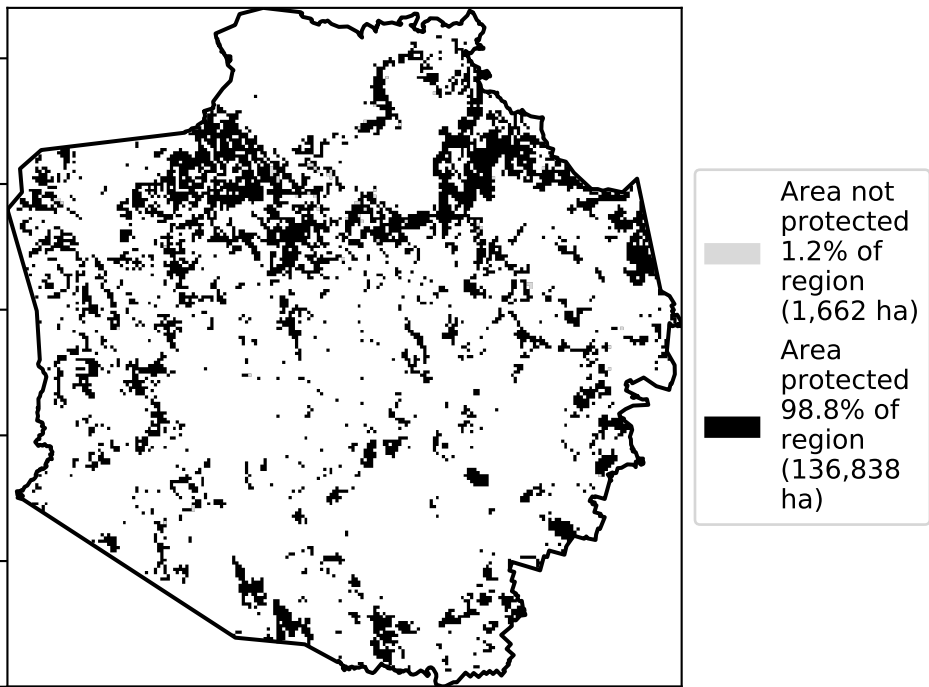 Area not
protected
1.2% of
region
(1,662 ha)
Area
protected
98.8% of
region
(136,838
ha)